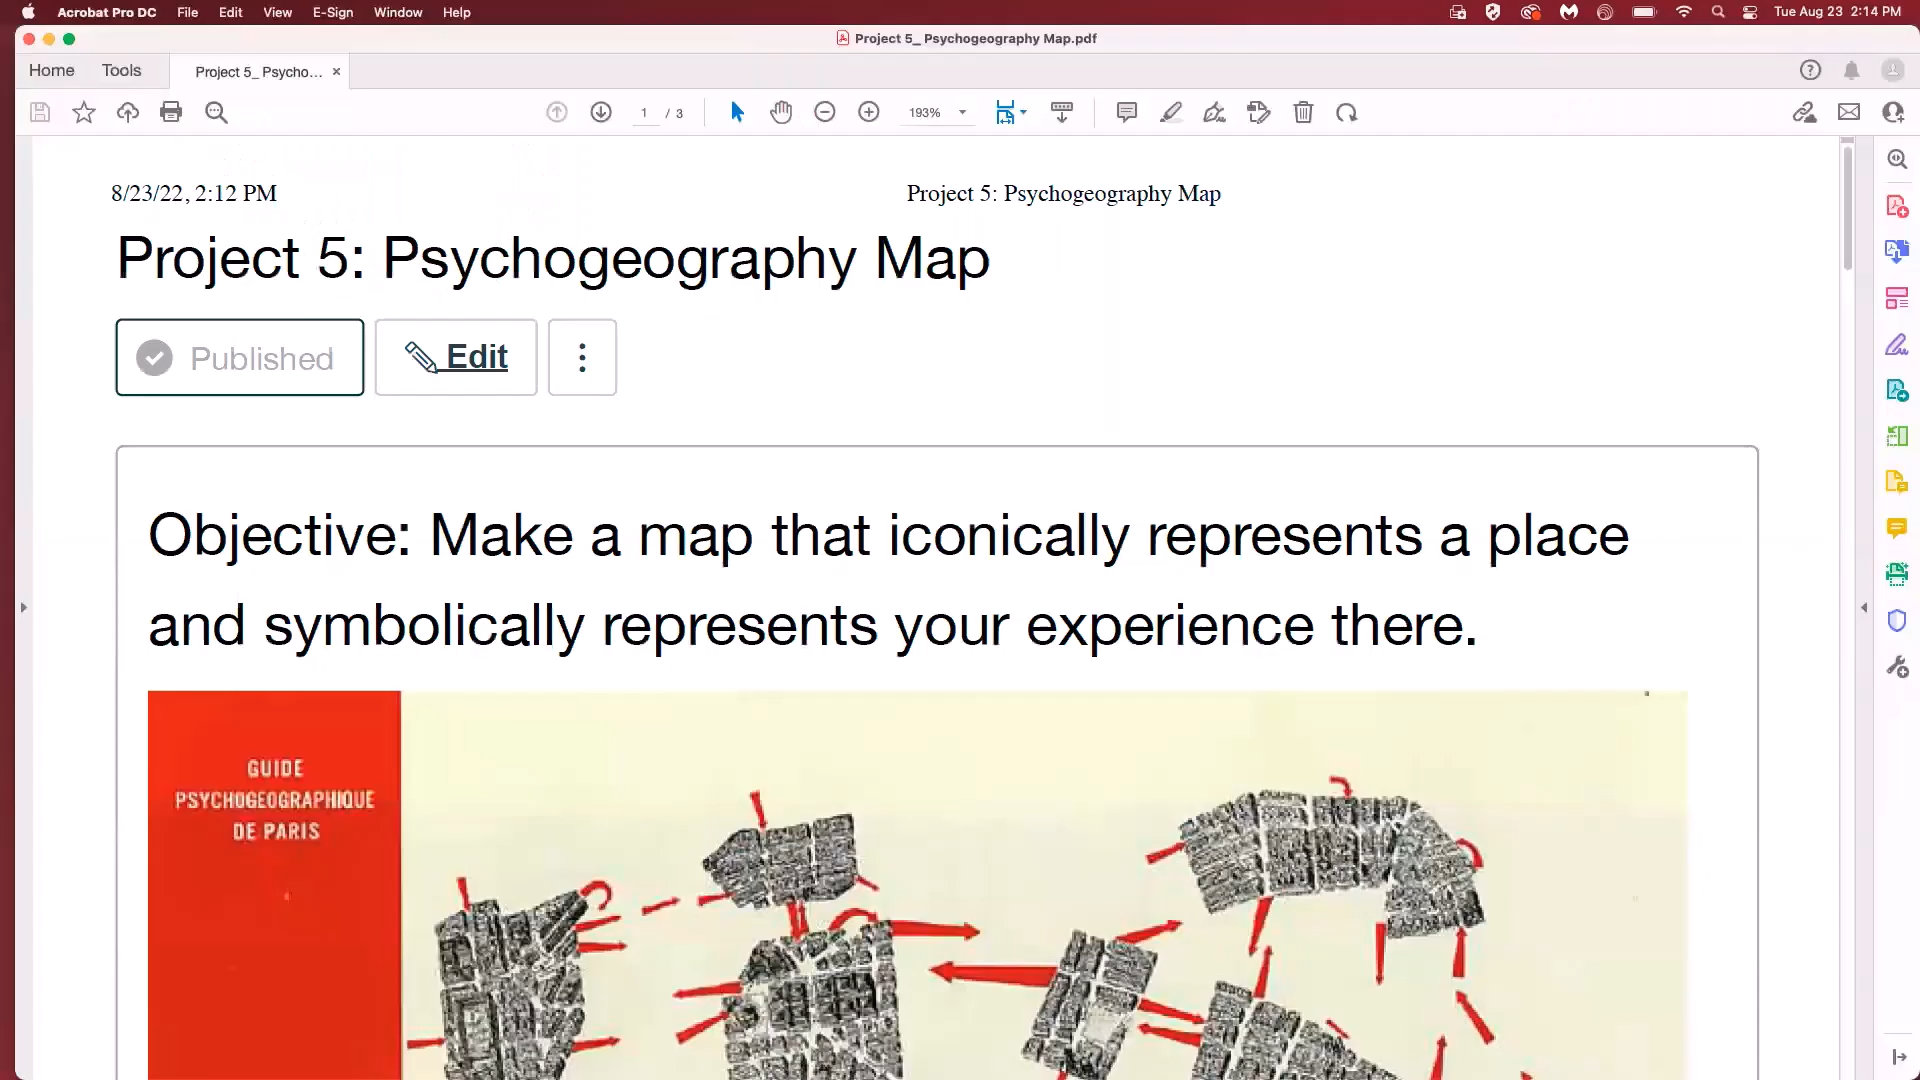 Acrobat Pro DC File Edit View E-Sign Window Help Tue Aug 23 2:14 PM
Project 5_ Psychogeography Map.pdf
Home Tools Project 5_ Psycho... ×
1 / 3 193%
8/23/22, 2:12 PM Project 5: Psychogeography Map
Project 5: Psychogeography Map
Published Edit
Objective: Make a map that iconically represents a place
and symbolically represents your experience there.
GUIDE
PSYCHOGEOGRAPHIQUE
DE PARIS